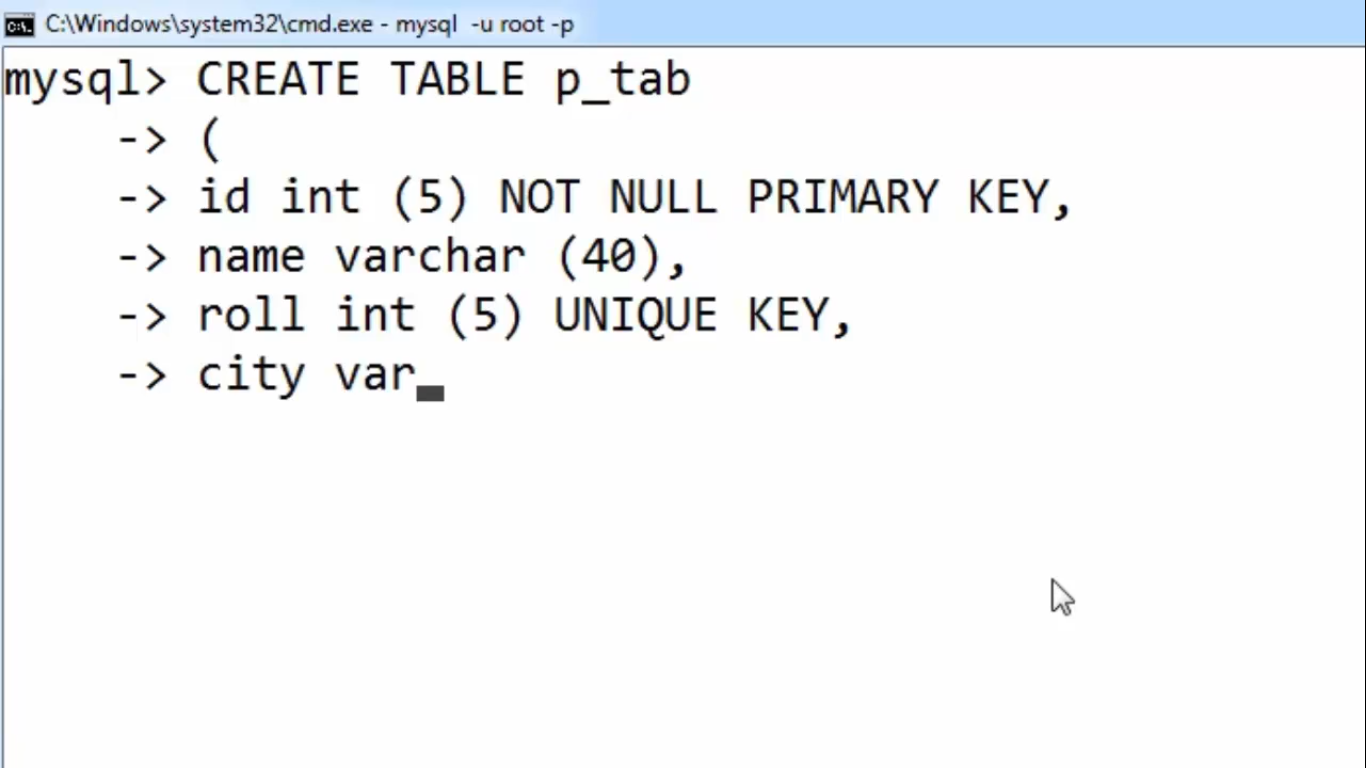 C:\Windows\system32\cmd.exe - mysql  -u root -p
mysql> CREATE TABLE p_tab
    -> (
    -> id int (5) NOT NULL PRIMARY KEY,
    -> name varchar (40),
    -> roll int (5) UNIQUE KEY,
    -> city var